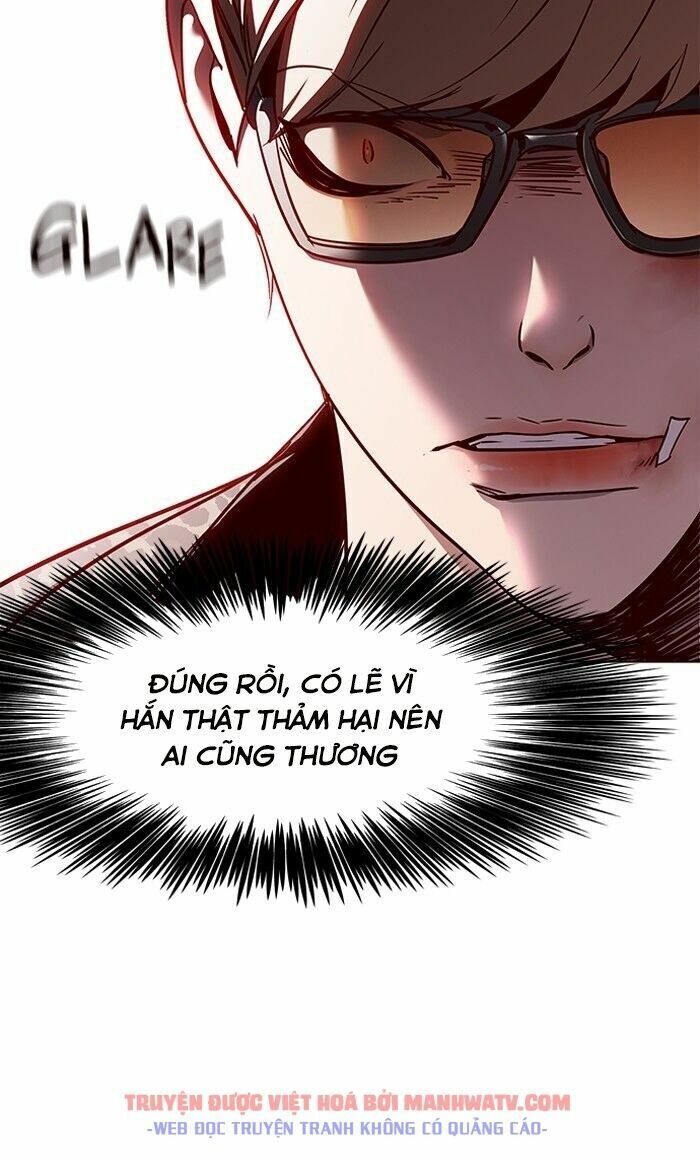 GLARE
ĐÚNG RỒI, CÓ LẼ VÌ
HẮN THẬT THẢM HẠI NÊN
AI CŨNG THƯƠNG
TRUYỆN ĐƯỢC VIỆT HOÁ BỞI MANHWATV.COM
-WEB ĐỌC TRUYỆN TRANH KHÔNG CÓ QUẢNG CÁO-